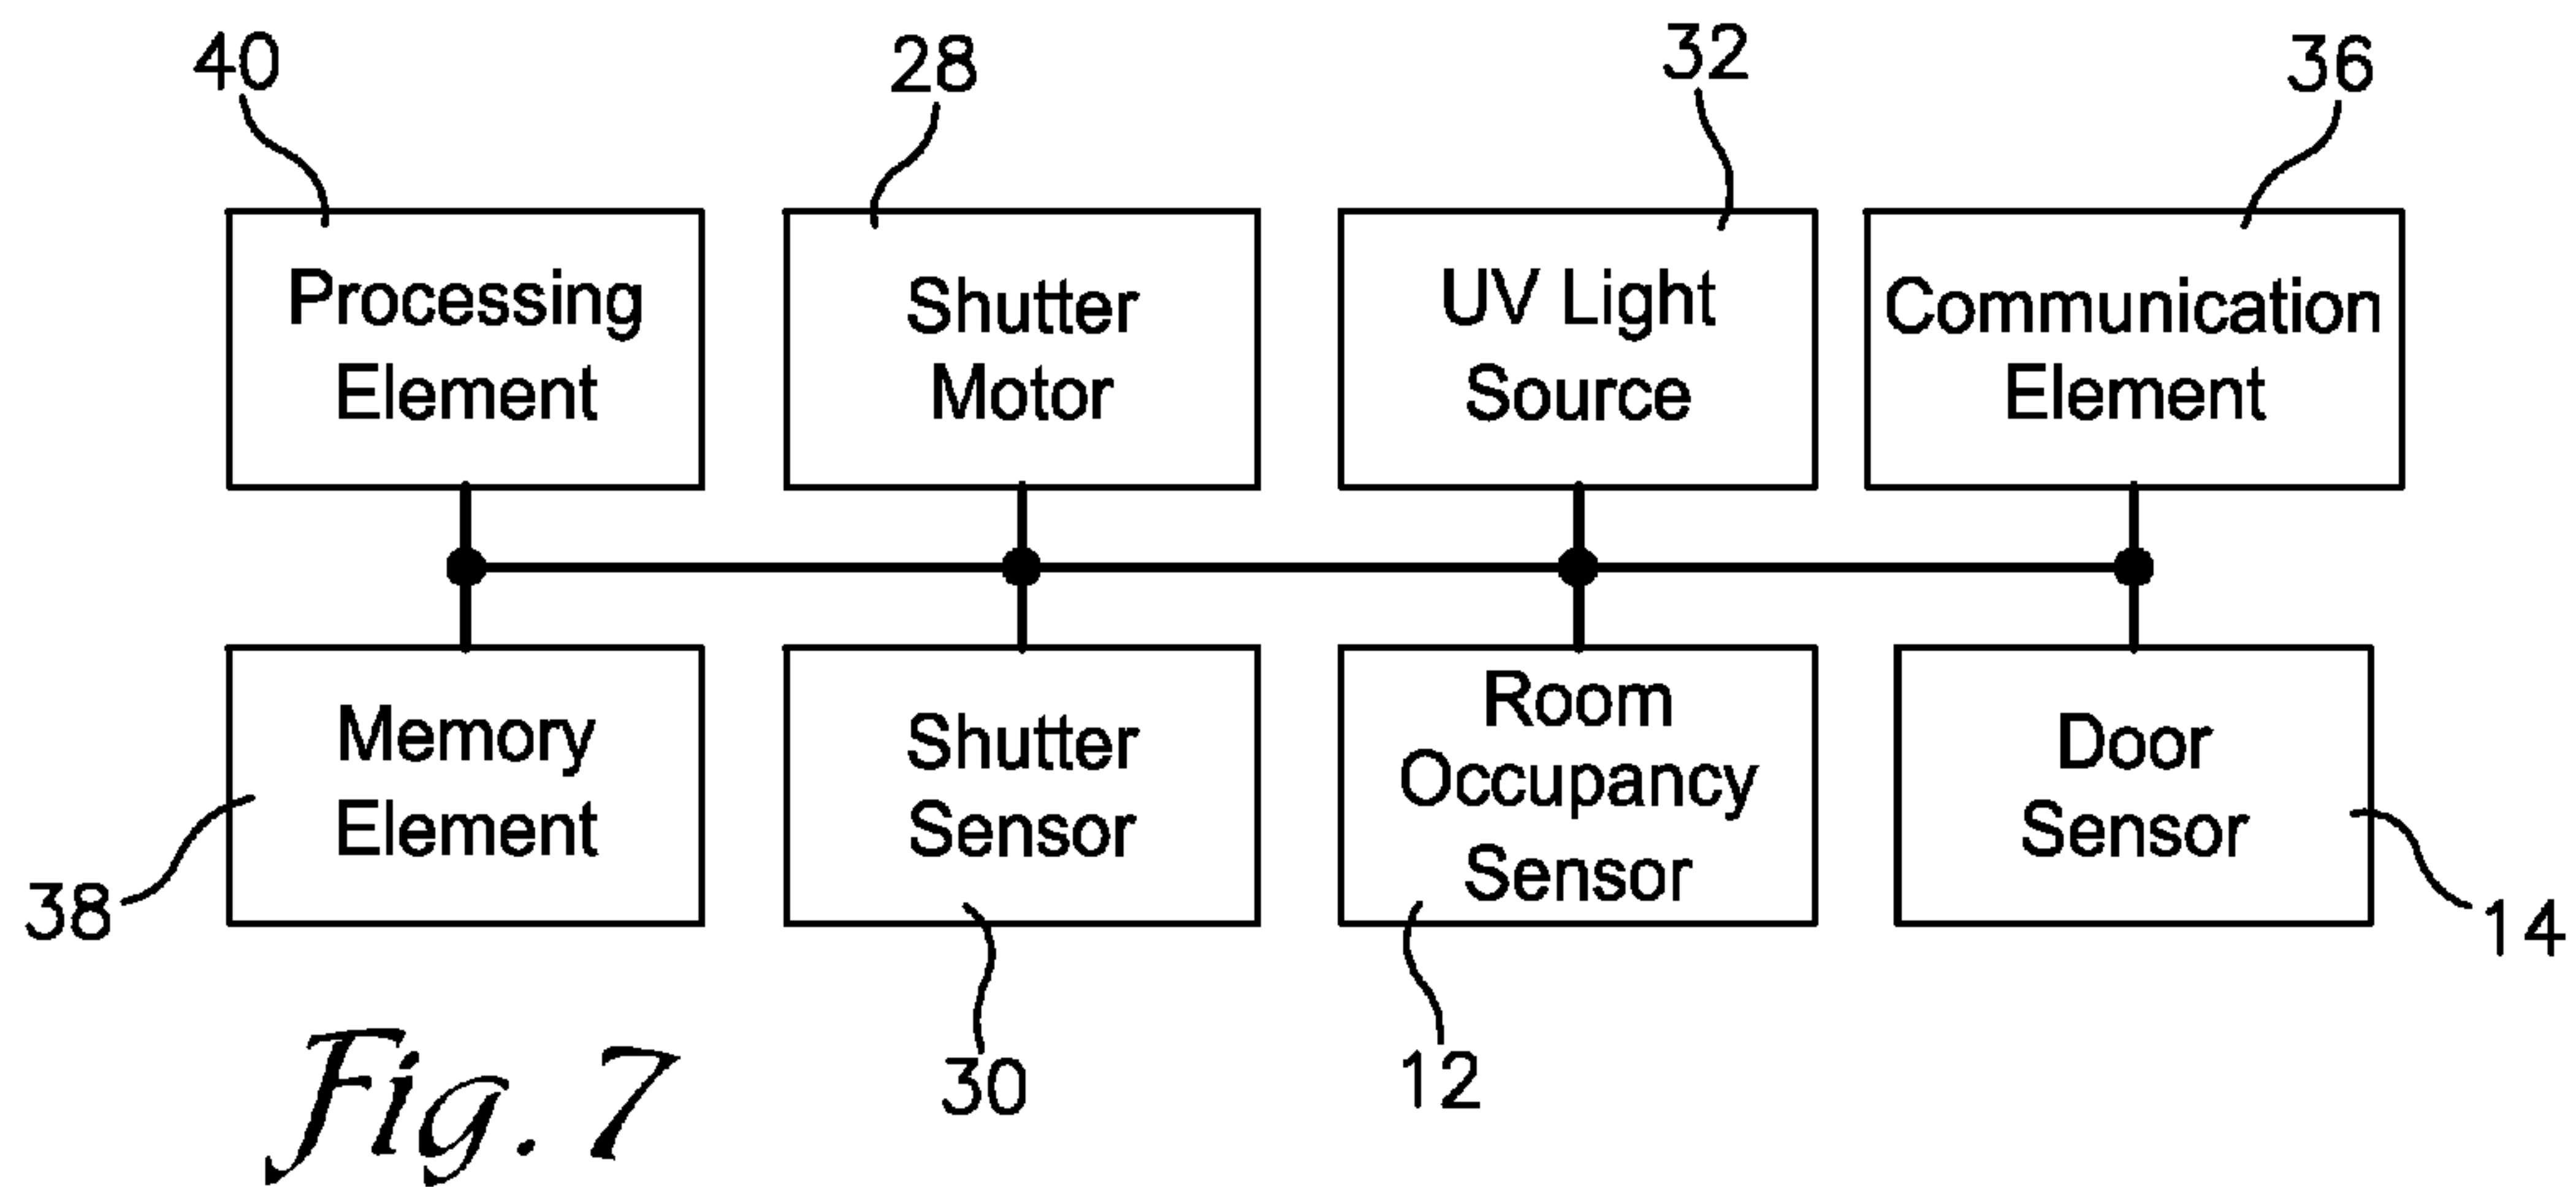 40
28
32
36
Processing
Element
Shutter
Motor
UV Light
Source
Communication
Element
Memory
Element
Shutter
Sensor
Room
Occupancy
Sensor
Door
Sensor
38
30
12
14
Fig. 7